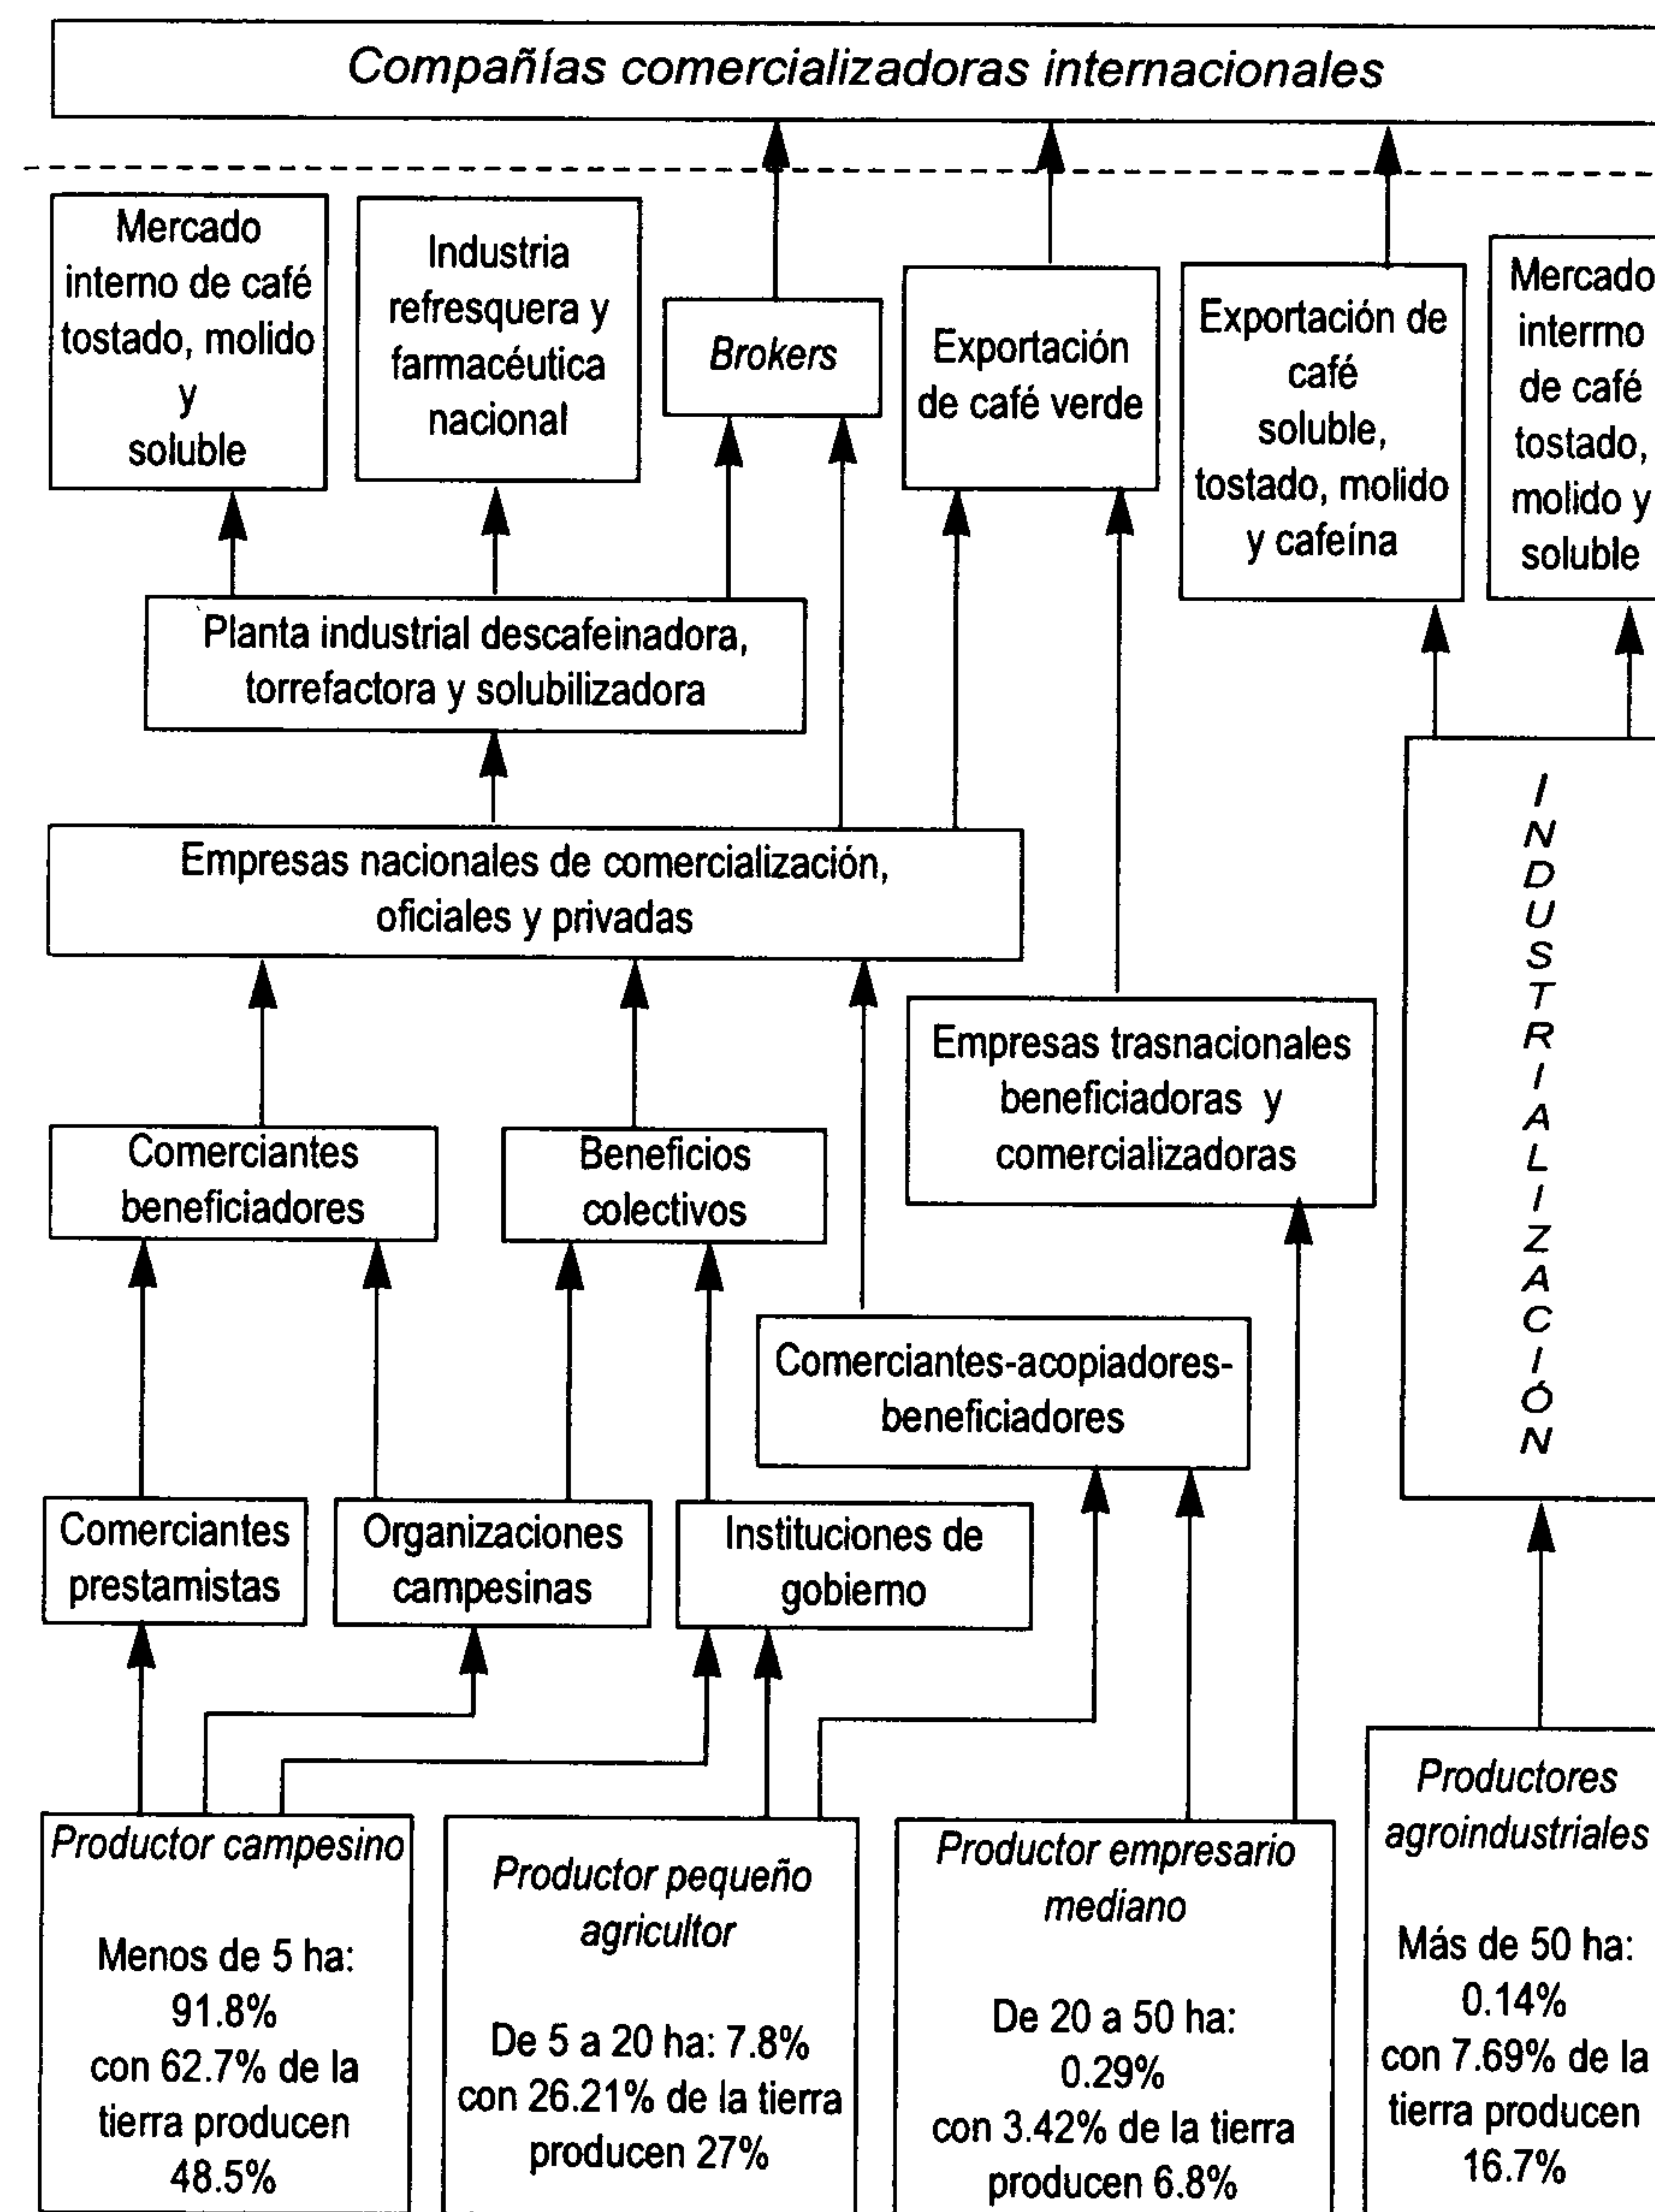 Compañías comercializadoras internacionales
Mercado
interno de café
tostado, molido
y
soluble
Industria
refresquera y
farmacéutica
nacional
Brokers
Exportación
de café verde
Exportación de
café
soluble,
tostado, molido
y cafeína
Mercado
interrno
de café
tostado,
molido y
soluble
Planta industrial descafeinadora,
torrefactora y solubilizadora
Empresas nacionales de comercialización,
oficiales y privadas
Empresas trasnacionales
beneficiadoras y
comercializadoras
I
N
D
U
S
T
R
I
A
L
I
Z
A
C
I
Ó
N
Comerciantes
beneficiadores
Beneficios
colectivos
Comerciantes-acopiadores-
beneficiadores
Comerciantes
prestamistas
Organizaciones
campesinas
Instituciones de
gobierno
Productor campesino
Menos de 5 ha:
91.8%
con 62.7% de la
tierra producen
48.5%
Productor pequeño
agricultor
De 5 a 20 ha: 7.8%
con 26.21% de la tierra
producen 27%
Productor empresario
mediano
De 20 a 50 ha:
0.29%
con 3.42% de la tierra
producen 6.8%
Productores
agroindustriales
Más de 50 ha:
0.14%
con 7.69% de la
tierra producen
16.7%